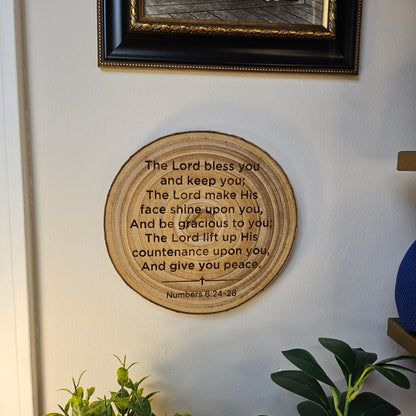 The Lord bless you
and keep you;
The Lord make His
face shine upon you,
And be gracious to you;
The Lord lift up His
countenance upon you,
And give you peace.
Numbers 6:24-26